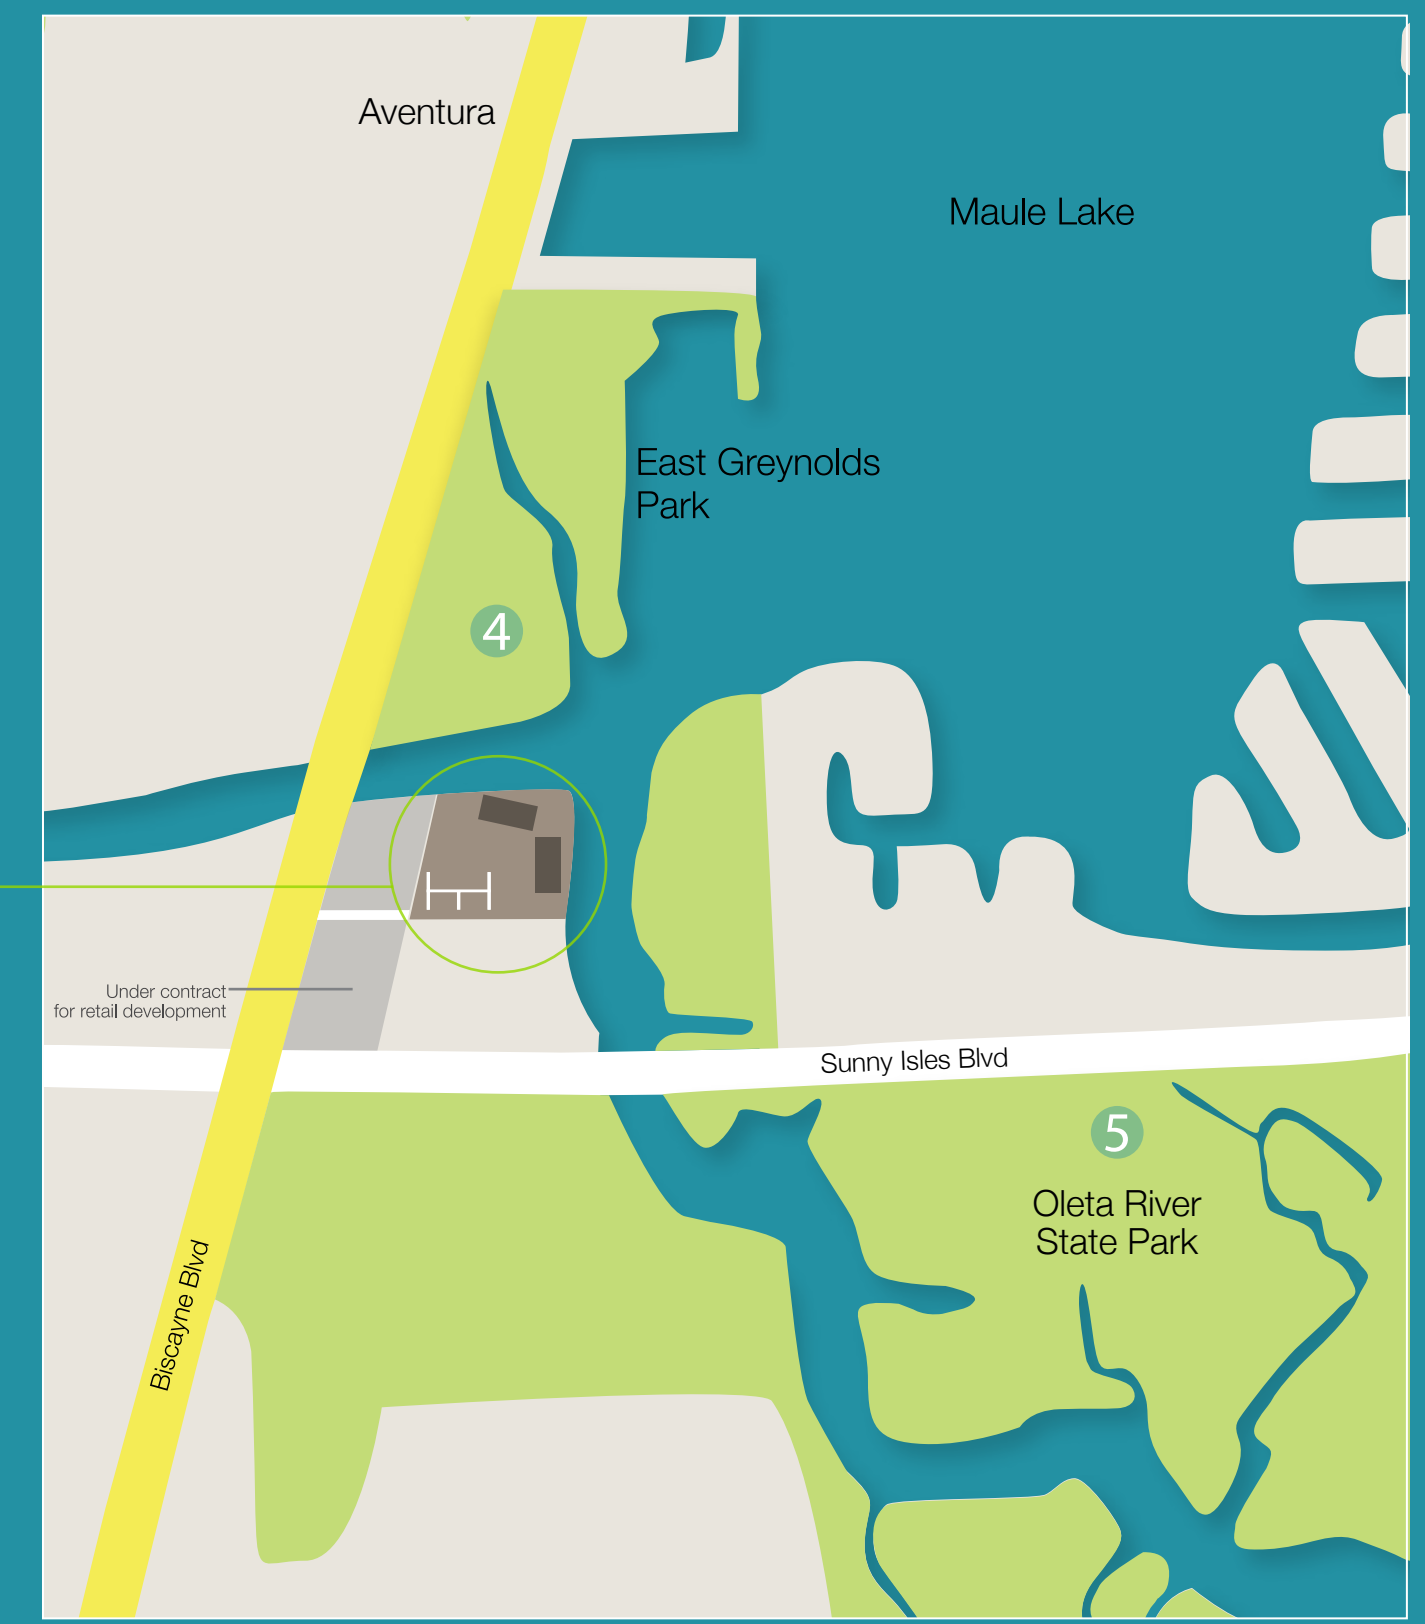 Aventura
Maule Lake
East Greynolds
Park
4
Under contract
for retail development
Sunny Isles Blvd
5
Oleta River
State Park
Biscayne Blvd